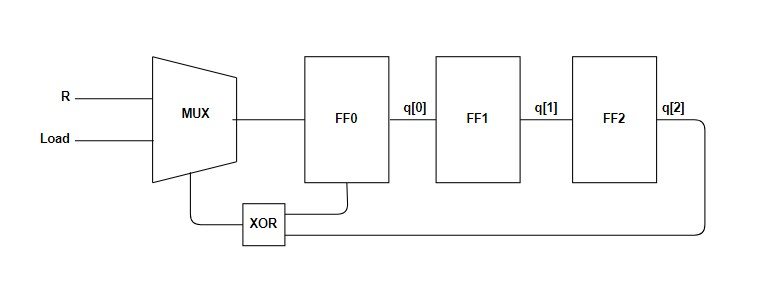 R
Load
MUX
FF0
q[0]
FF1
q[1]
FF2
q[2]
XOR